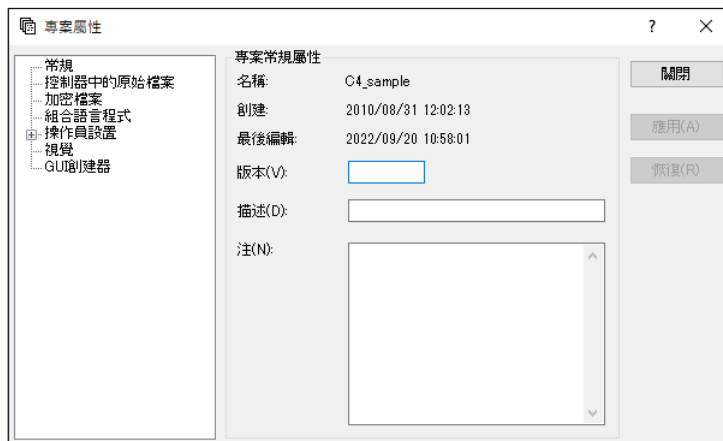 專案屬性
?
常規
控制器中的原始檔案
加密檔案
組合語言程式
操作員設置
視覺
GUI創建器
專案常規屬性
名稱: C4_sample
創建: 2010/08/31 12:02:13
最後編輯: 2022/09/20 10:58:01
版本(V):
描述(D):
注(N):
關閉
應用(A)
恢復(R)